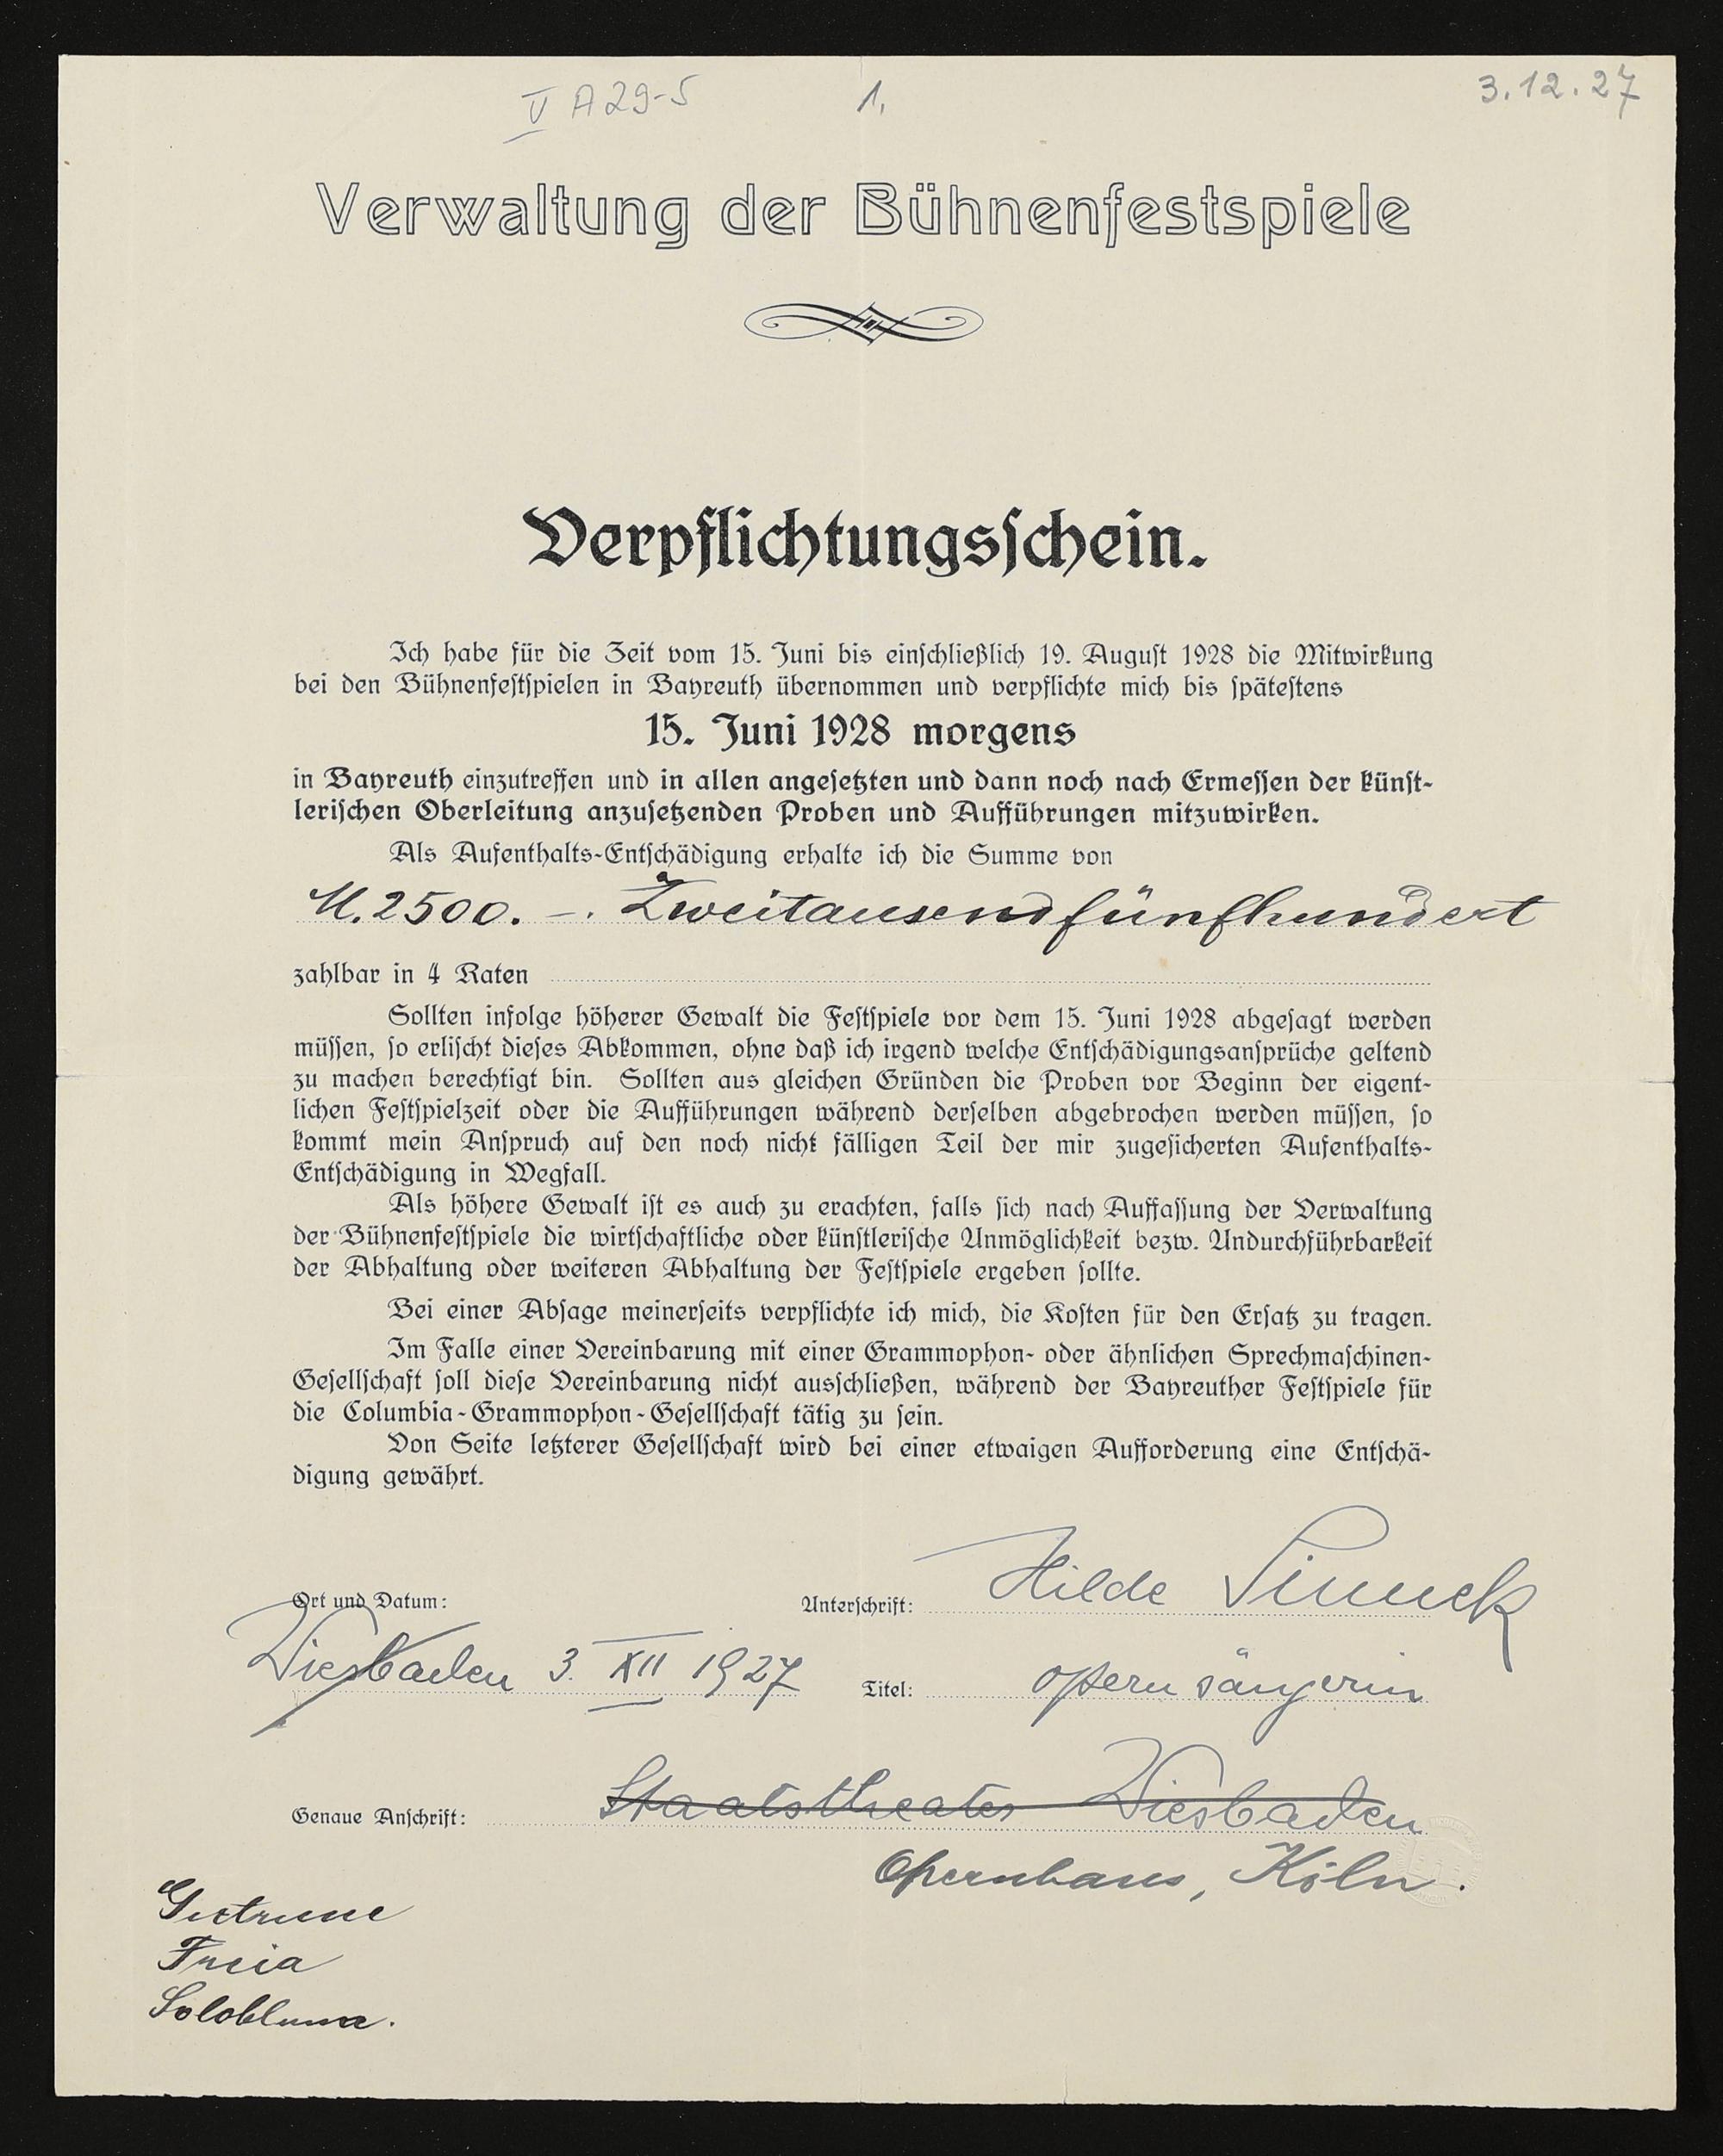 V A 29-5 1. 3.12.27
Verwaltung der Bühnenfestspiele
Verpflichtungsschein.
Ich habe für die Zeit vom 15. Juni bis einschließlich 19. August 1928 die Mitwirkung
bei den Bühnenfestspielen in Bayreuth übernommen und verpflichte mich bis spätestens
15. Juni 1928 morgens
in Bayreuth einzutreffen und in allen angesetzten und dann noch nach Ermessen der künst-
lerischen Oberleitung anzusetzenden Proben und Aufführungen mitzuwirken.
Als Aufenthalts-Entschädigung erhalte ich die Summe von
M. 2500. –. Zweitausendfünfhundert
zahlbar in 4 Raten
Sollten infolge höherer Gewalt die Festspiele vor dem 15. Juni 1928 abgesagt werden
müssen, so erlischt dieses Abkommen, ohne daß ich irgend welche Entschädigungsansprüche geltend
zu machen berechtigt bin. Sollten aus gleichen Gründen die Proben vor Beginn der eigent-
lichen Festspielzeit oder die Aufführungen während derselben abgebrochen werden müssen, so
kommt mein Anspruch auf den noch nicht fälligen Teil der mir zugesicherten Aufenthalts-
Entschädigung in Wegfall.
Als höhere Gewalt ist es auch zu erachten, falls sich nach Auffassung der Verwaltung
der Bühnenfestspiele die wirtschaftliche oder künstlerische Unmöglichkeit bezw. Undurchführbarkeit
der Abhaltung oder weiteren Abhaltung der Festspiele ergeben sollte.
Bei einer Absage meinerseits verpflichte ich mich, die Kosten für den Ersatz zu tragen.
Im Falle einer Vereinbarung mit einer Grammophon- oder ähnlichen Sprechmaschinen-
Gesellschaft soll diese Vereinbarung nicht ausschließen, während der Bayreuther Festspiele für
die Columbia-Grammophon-Gesellschaft tätig zu sein.
Von Seite letzterer Gesellschaft wird bei einer etwaigen Aufforderung eine Entschä-
digung gewährt.
Ort und Datum: Unterschrift: Hilde Sinnek
Wiesbaden 3. XII 1927 Titel: Opernsängerin
Genaue Anschrift: Staatstheater Wiesbaden
Opernhaus, Köln.
Gutrune
Freia
Soloblume.